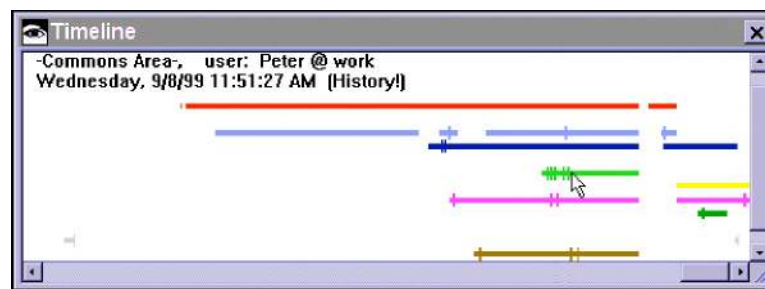 Timeline
-Commons Area-, user: Peter @ work
Wednesday, 9/8/99 11:51:27 AM (History!)